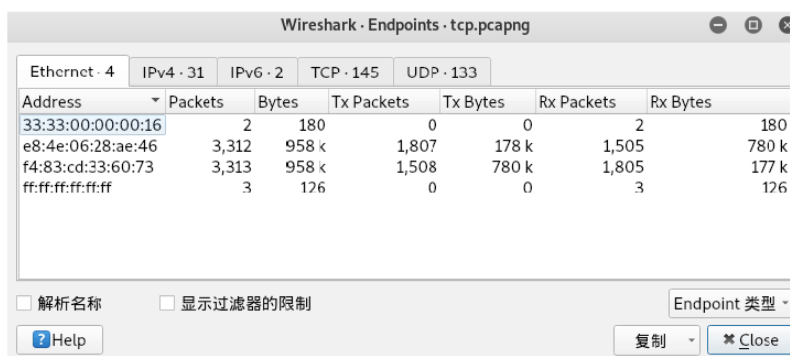 Wireshark · Endpoints · tcp.pcapng
Ethernet · 4 IPv4 · 31 IPv6 · 2 TCP · 145 UDP · 133
Address Packets Bytes Tx Packets Tx Bytes Rx Packets Rx Bytes
33:33:00:00:00:16 2 180 0 0 2 180
e8:4e:06:28:ae:46 3,312 958 k 1,807 178 k 1,505 780 k
f4:83:cd:33:60:73 3,313 958 k 1,508 780 k 1,805 177 k
ff:ff:ff:ff:ff:ff 3 126 0 0 3 126
解析名称 显示过滤器的限制 Endpoint 类型
Help 复制 Close